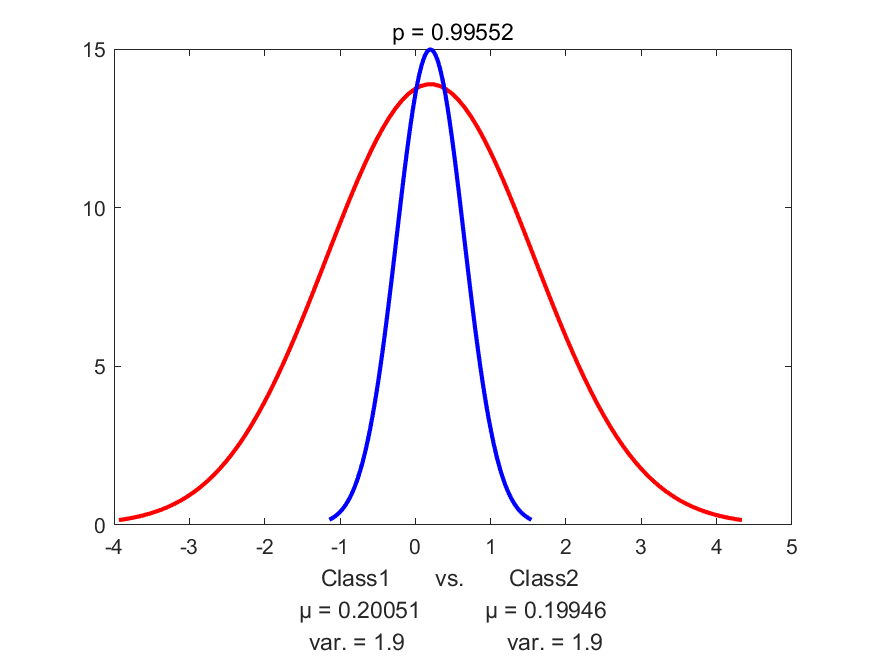 p = 0.99552
15
10
5
0
-4 -3 -2 -1 0 1 2 3 4 5
Class1 vs. Class2
μ = 0.20051 μ = 0.19946
var. = 1.9 var. = 1.9